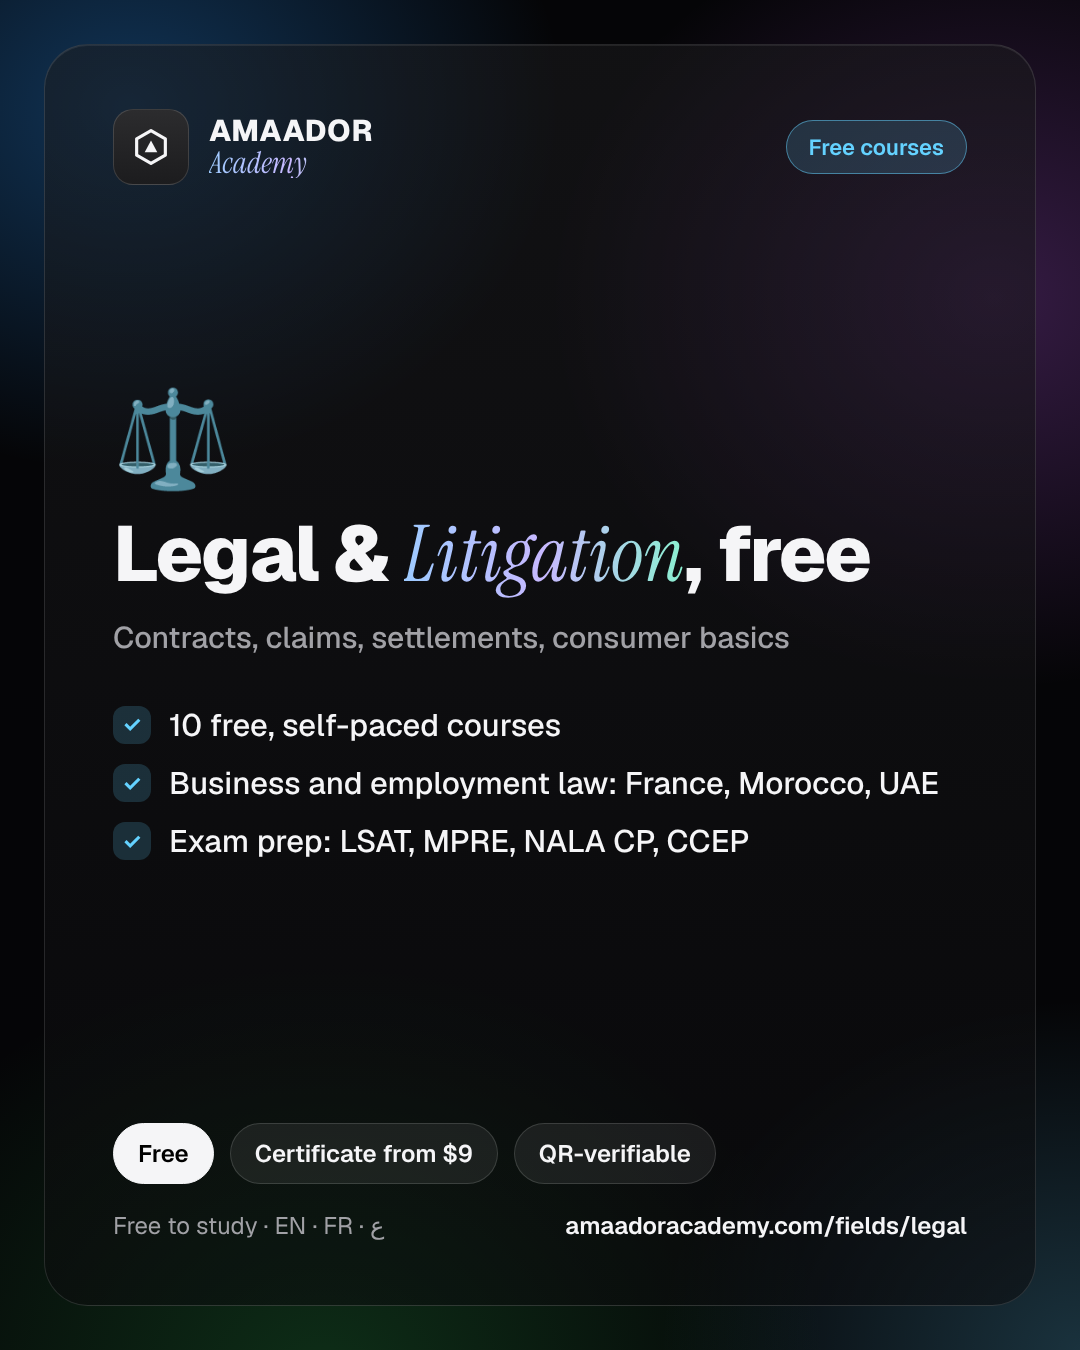 AMAADOR
Academy
Free courses
Legal & Litigation, free
Contracts, claims, settlements, consumer basics
10 free, self-paced courses
Business and employment law: France, Morocco, UAE
Exam prep: LSAT, MPRE, NALA CP, CCEP
Free
Certificate from $9
QR-verifiable
Free to study · EN · FR · ع
amaadoracademy.com/fields/legal